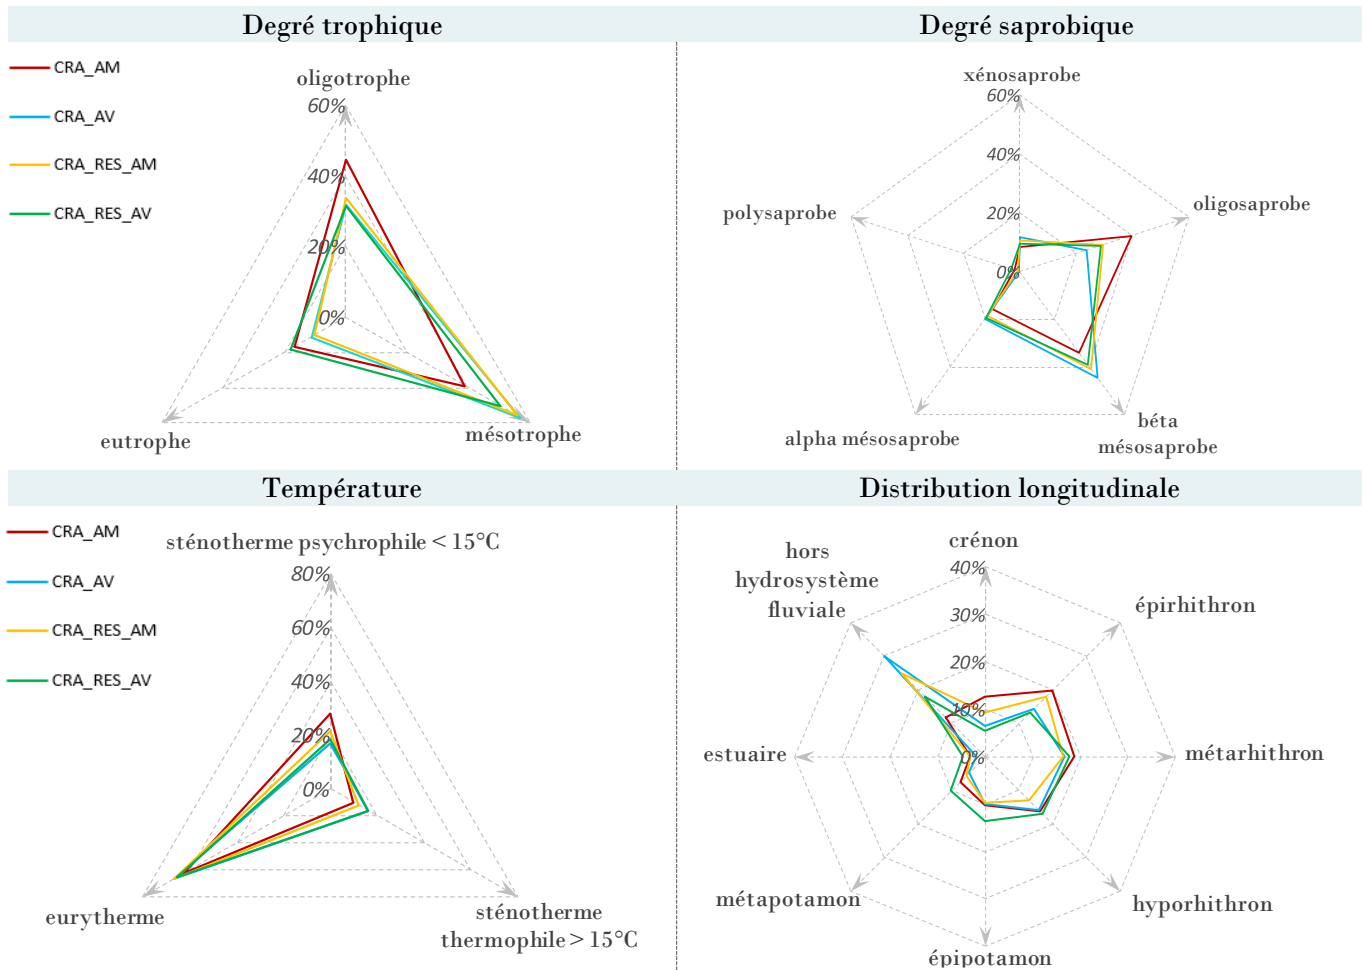 Degré trophique
CRA_AM
CRA_AV
CRA_RES_AM
CRA_RES_AV
oligotrophe
60%
40%
20%
0%
eutrophe
mésotrophe
Degré saprobique
xénosaprobe
60%
40%
20%
0%
polysaprobe
oligosaprobe
alpha mésosaprobe
béta
mésosaprobe
Température
CRA_AM
CRA_AV
CRA_RES_AM
CRA_RES_AV
sténotherme psychrophile < 15°C
80%
60%
40%
20%
0%
eurytherme
sténotherme
thermophile > 15°C
Distribution longitudinale
hors
hydrosystème
fluviale
crénon
40%
30%
20%
10%
0%
épirhithron
estuaire
métarhithron
métapotamon
hyporhithron
épipotamon